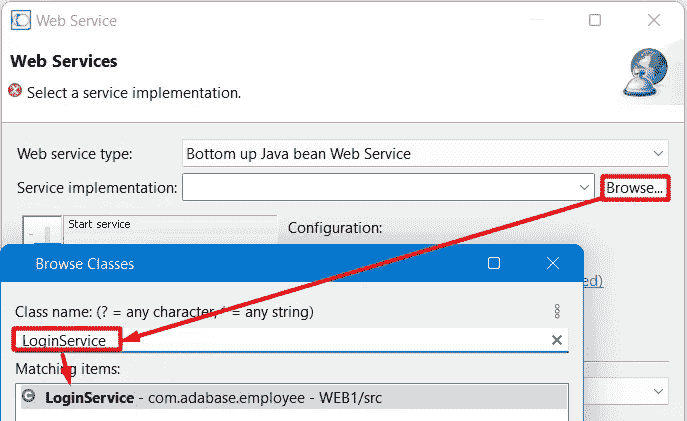 Web Service
Web Services
Select a service implementation.
Web service type: Bottom up Java bean Web Service
Service implementation: Browse...
Start service
Configuration:
Browse Classes
ed)
Class name: (? = any character, * = any string)
LoginService
Matching items:
LoginService - com.adabase.employee - WEB1/src